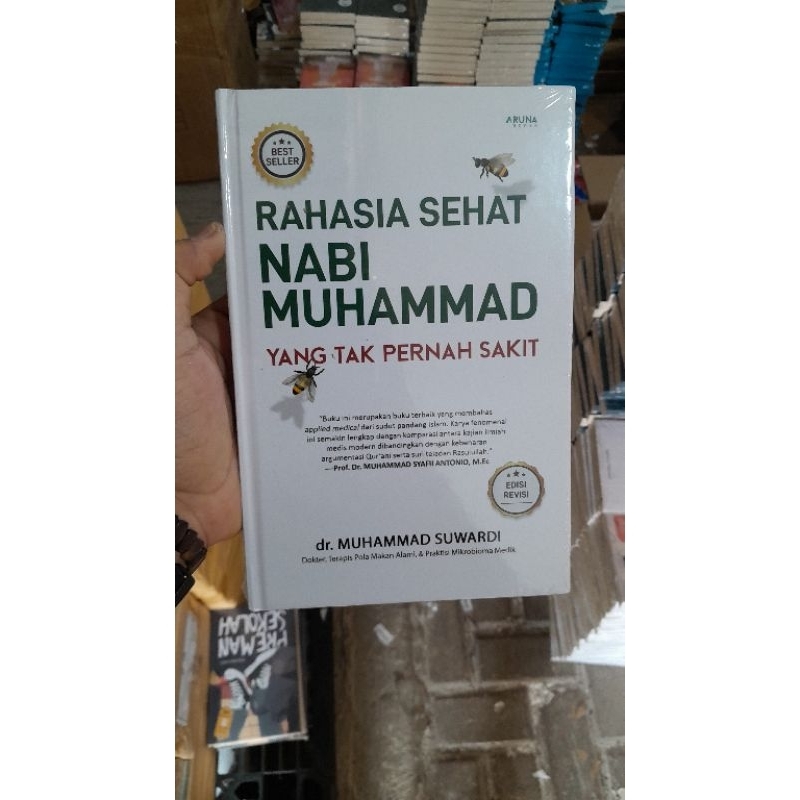 ARUNA
BEST
SELLER
RAHASIA SEHAT
NABI
MUHAMMAD
YANG TAK PERNAH SAKIT
"Buku ini merupakan buku terbaik yang membahas
applied medical dari sudut pandang Islam. Karya fenomenal
ini semakin lengkap dengan komparasi antara kajian ilmiah
medis modern dibandingkan dengan kebenaran
argumentasi Qur'ani serta suri teladan Rasulullah."
—Prof. Dr. MUHAMMAD SYAFII ANTONIO, M.Ec
EDISI
REVISI
dr. MUHAMMAD SUWARDI
Dokter, Terapis Pola Makan Alami, & Praktisi Mikrobioma Medik
PREMAN
SEKOLAH